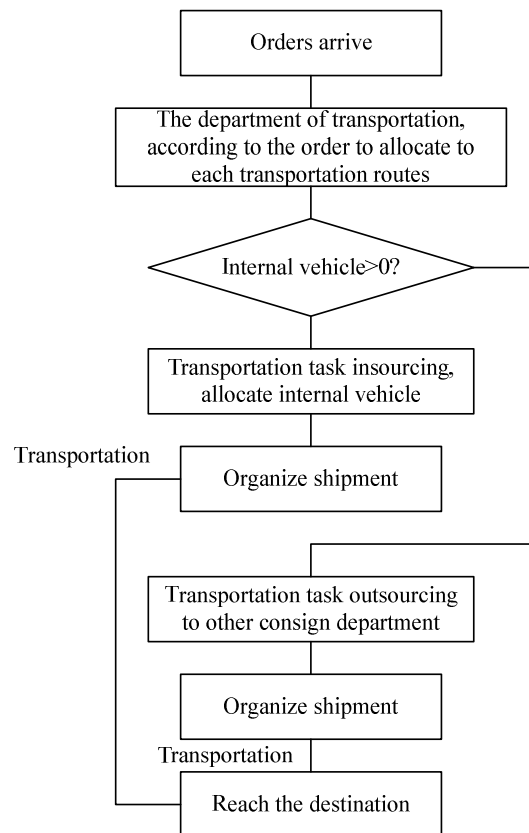 Orders arrive
The department of transportation,
according to the order to allocate to
each transportation routes
Internal vehicle>0?
Transportation task insourcing,
allocate internal vehicle
Transportation
Organize shipment
Transportation task outsourcing
to other consign department
Organize shipment
Transportation
Reach the destination